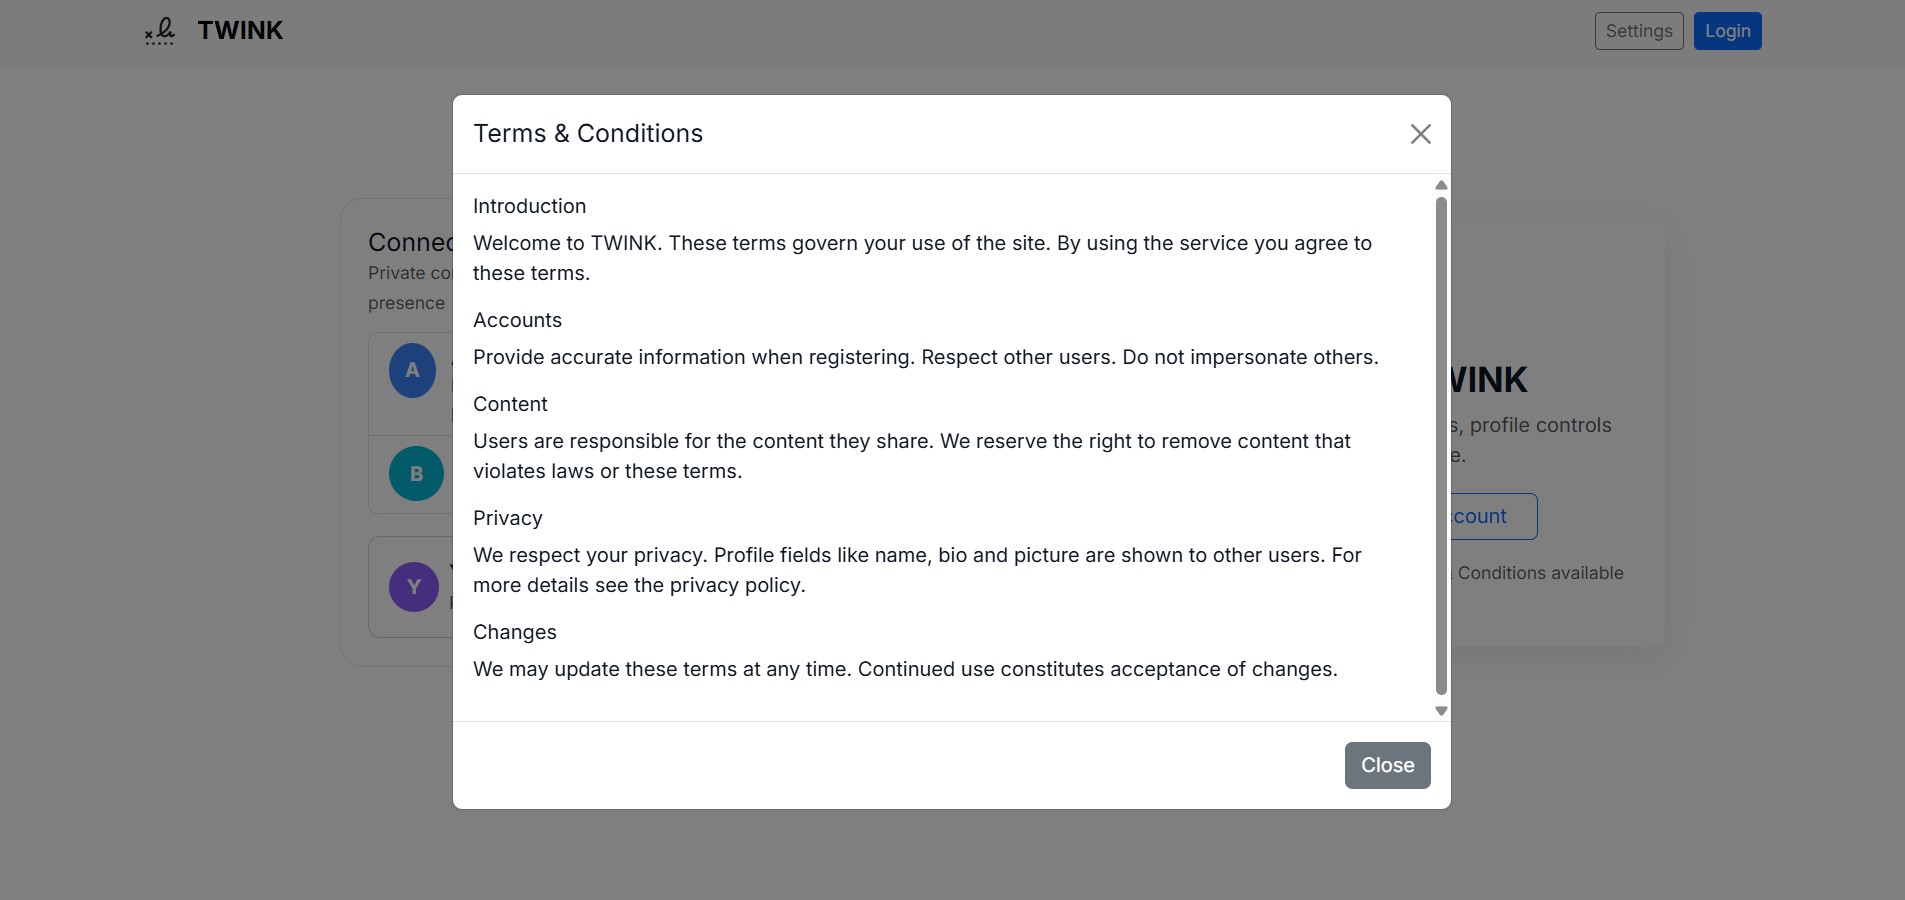 TWINK
Settings
Login
Terms & Conditions
Introduction
Welcome to TWINK. These terms govern your use of the site. By using the service you agree to
these terms.
Accounts
Provide accurate information when registering. Respect other users. Do not impersonate others.
Content
Users are responsible for the content they share. We reserve the right to remove content that
violates laws or these terms.
Privacy
We respect your privacy. Profile fields like name, bio and picture are shown to other users. For
more details see the privacy policy.
Changes
We may update these terms at any time. Continued use constitutes acceptance of changes.
Close
Private
presence
A
B
Y
profile controls
Conditions available